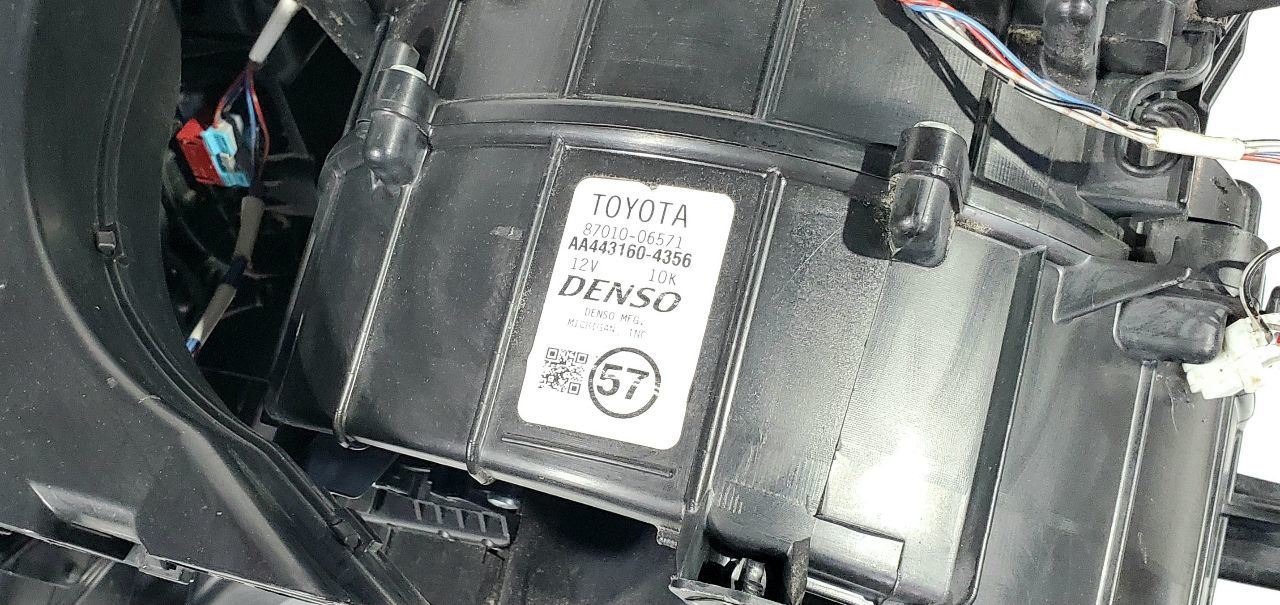 TOYOTA
87010-06571
AA443160-4356
12V 10K
DENSO
DENSO MFG.
MICHIGAN, INC
57